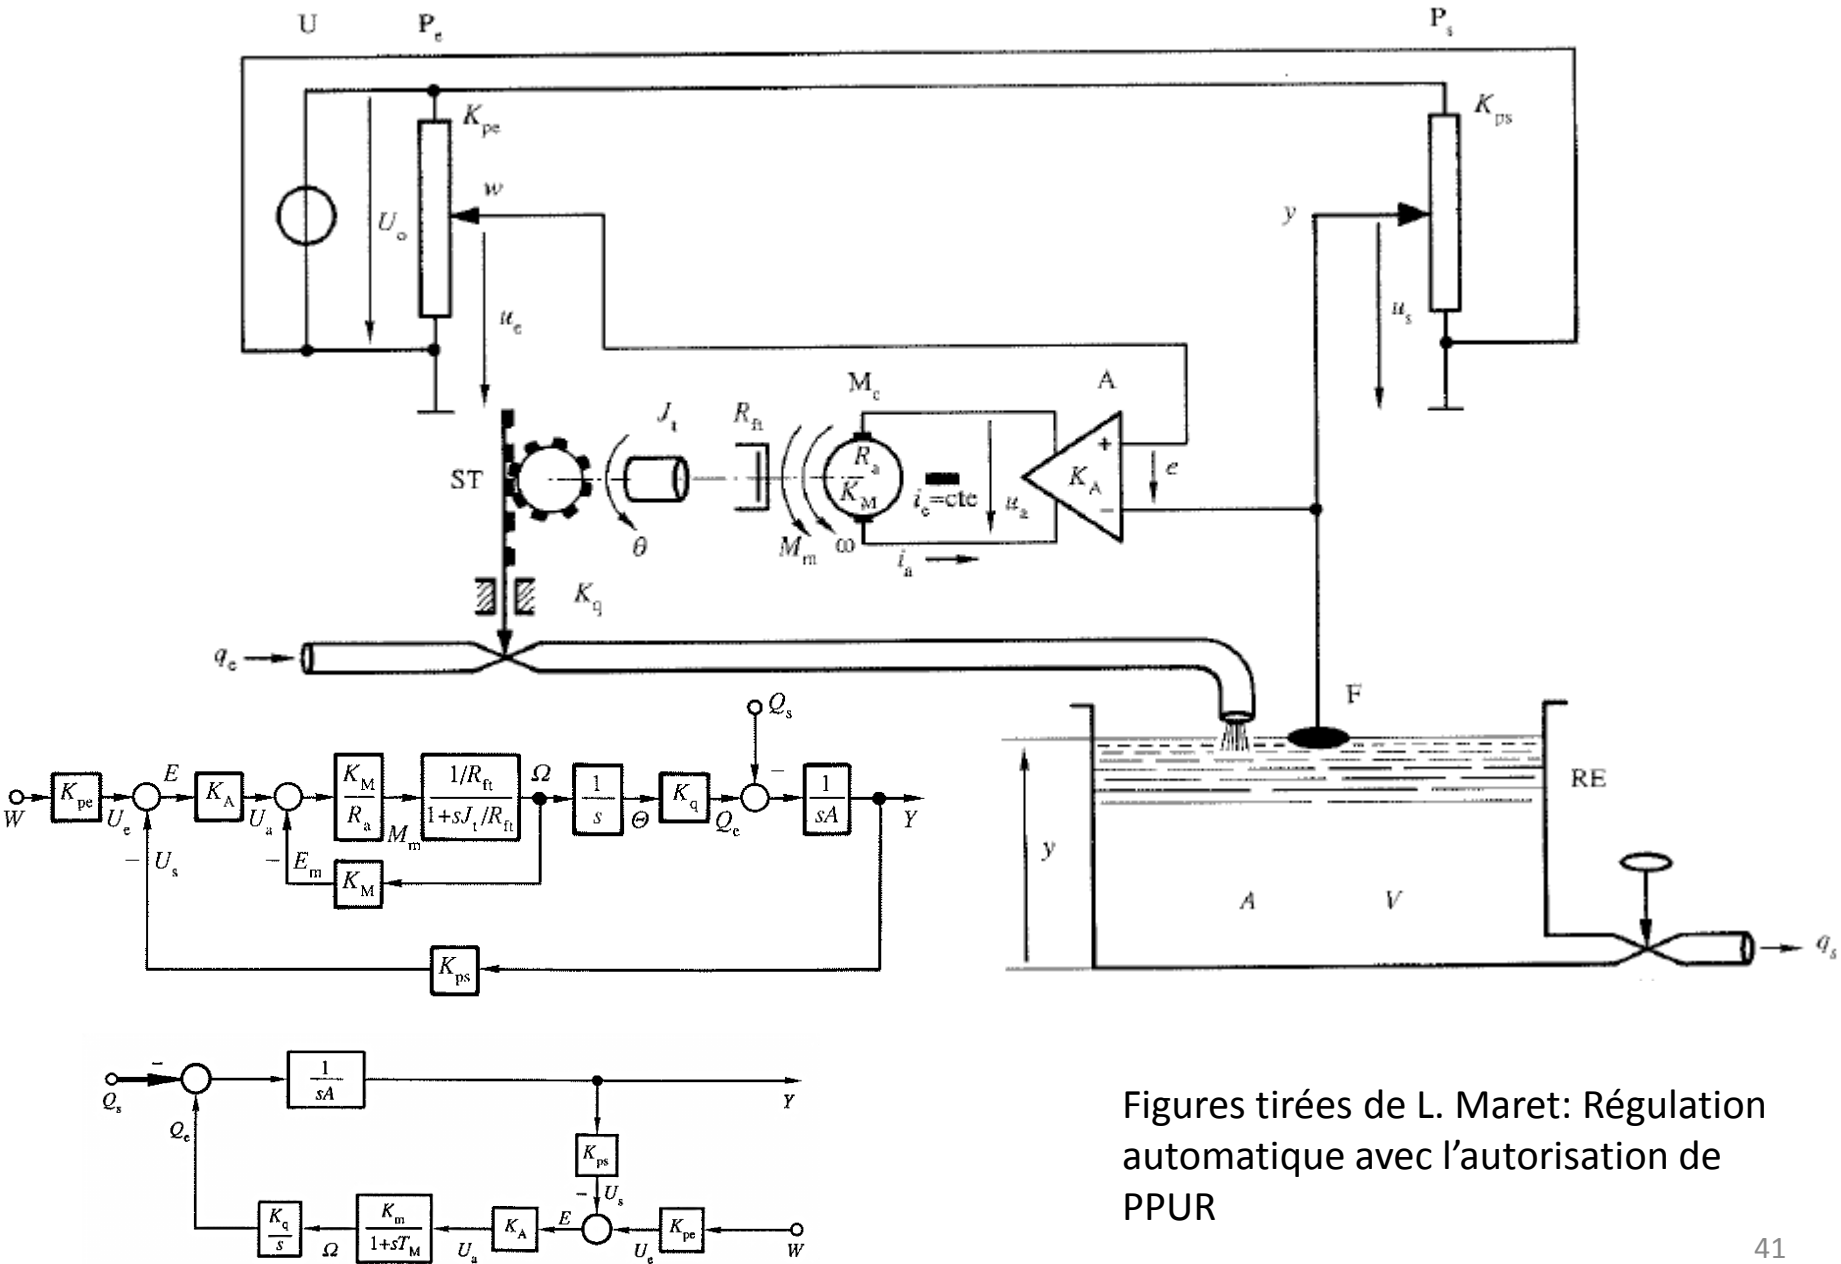 U P_e P_s
K_pe K_ps
w y
U_o
u_e u_s
M_c A
J_t R_ft
ST R_a K_M i_e=cte u_a K_A + − e
θ M_m ω i_a
K_q
q_e
F
RE
y A V
q_s
Q_s
W K_pe U_e E K_A U_a K_M/R_a M_m 1/R_ft / 1+sJ_t/R_ft Ω 1/s Θ K_q Q_e − 1/sA Y
− U_s − E_m K_M
K_ps
Q_s − 1/sA Y
Q_e
K_ps
− U_s
K_q/s Ω K_m/1+sT_M U_a K_A E U_e K_pe W
Figures tirées de L. Maret: Régulation
automatique avec l’autorisation de
PPUR
41